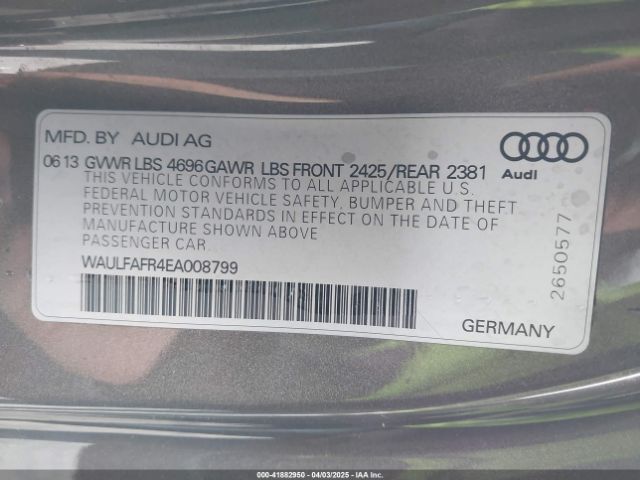 MFD. BY AUDI AG
0613 GVWR LBS 4696 GAWR LBS FRONT 2425/REAR 2381
THIS VEHICLE CONFORMS TO ALL APPLICABLE U.S.
FEDERAL MOTOR VEHICLE SAFETY, BUMPER AND THEFT
PREVENTION STANDARDS IN EFFECT ON THE DATE OF
MANUFACTURE SHOWN ABOVE
PASSENGER CAR
WAULFAFR4EA008799
Audi
2650577
GERMANY
000-41882950 | 04/03/2025 - IAA Inc.